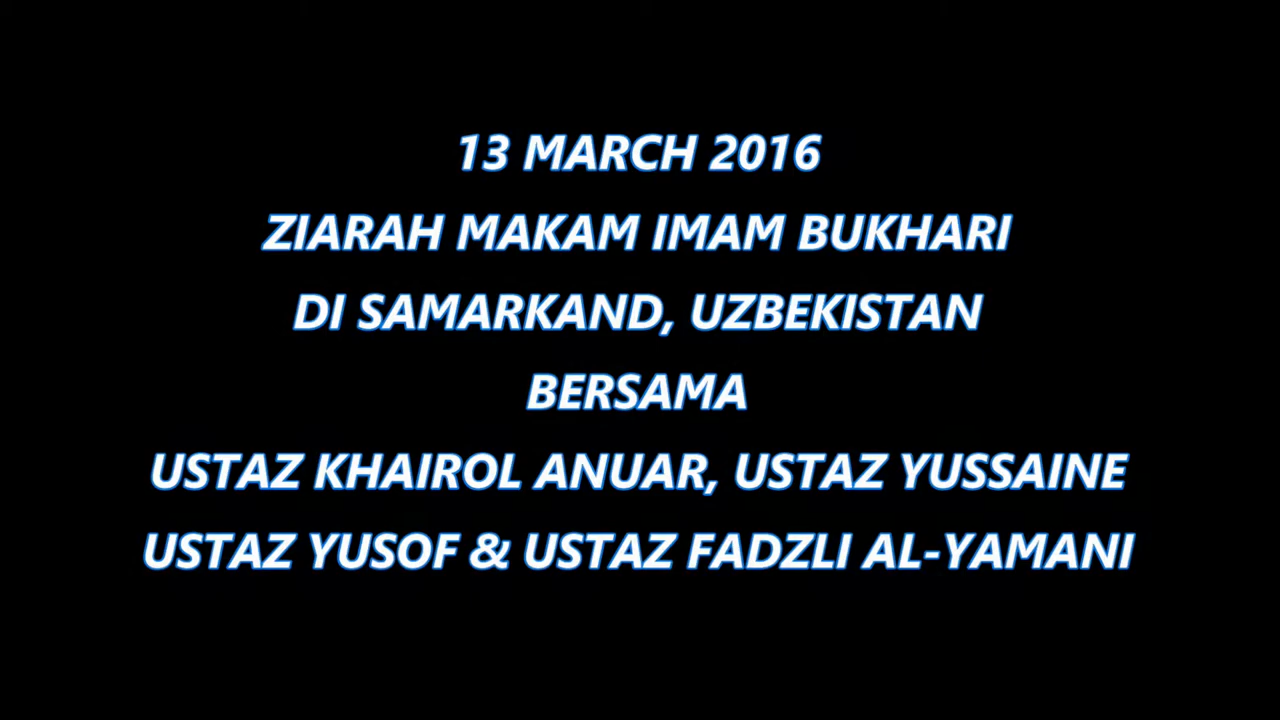 13 MARCH 2016
ZIARAH MAKAM IMAM BUKHARI
DI SAMARKAND, UZBEKISTAN
BERSAMA
USTAZ KHAIROL ANUAR, USTAZ YUSSAINE
USTAZ YUSOF & USTAZ FADZLI AL-YAMANI